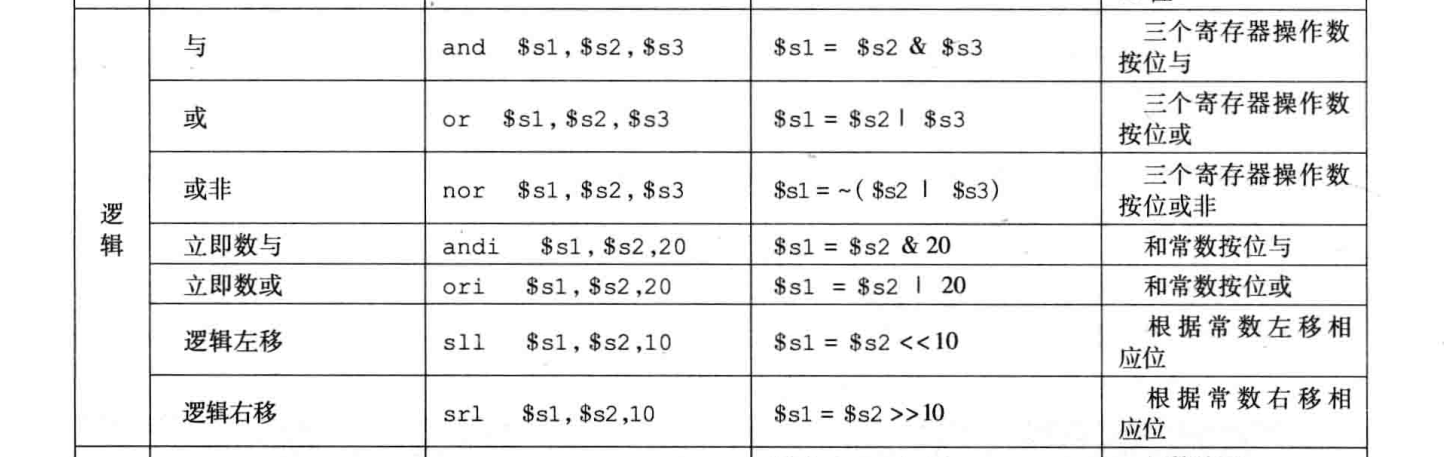 与 and $s1,$s2,$s3 $s1 = $s2 & $s3 三个寄存器操作数
按位与
或 or $s1,$s2,$s3 $s1 = $s2 | $s3 三个寄存器操作数
按位或
或非 nor $s1,$s2,$s3 $s1 = ~( $s2 | $s3) 三个寄存器操作数
按位或非
逻
辑
立即数与 andi $s1,$s2,20 $s1 = $s2 & 20 和常数按位与
立即数或 ori $s1,$s2,20 $s1 = $s2 | 20 和常数按位或
逻辑左移 sll $s1,$s2,10 $s1 = $s2 <<10 根据常数左移相
应位
逻辑右移 srl $s1,$s2,10 $s1 = $s2 >>10 根据常数右移相
应位